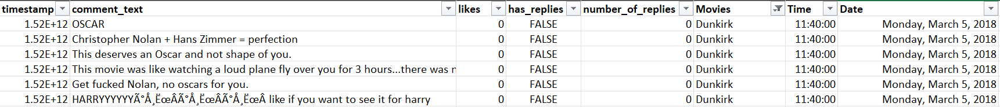 timestamp comment_text likes has_replies number_of_replies Movies Time Date
1.52E+12 OSCAR 0 FALSE 0 Dunkirk 11:40:00 Monday, March 5, 2018
1.52E+12 Christopher Nolan + Hans Zimmer = perfection 0 FALSE 0 Dunkirk 11:40:00 Monday, March 5, 2018
1.52E+12 This deserves an Oscar and not shape of you. 0 FALSE 0 Dunkirk 11:40:00 Monday, March 5, 2018
1.52E+12 This movie was like watching a loud plane fly over you for 3 hours...there was 0 FALSE 0 Dunkirk 11:40:00 Monday, March 5, 2018
1.52E+12 Get fucked Nolan, no oscars for you. 0 FALSE 0 Dunkirk 11:40:00 Monday, March 5, 2018
1.52E+12 HARRYYYYYYÃ°Å¸ËœÂÃ°Å¸ËœÂÃ°Å¸ËœÂ like if you want to see it for harry 0 FALSE 0 Dunkirk 11:40:00 Monday, March 5, 2018